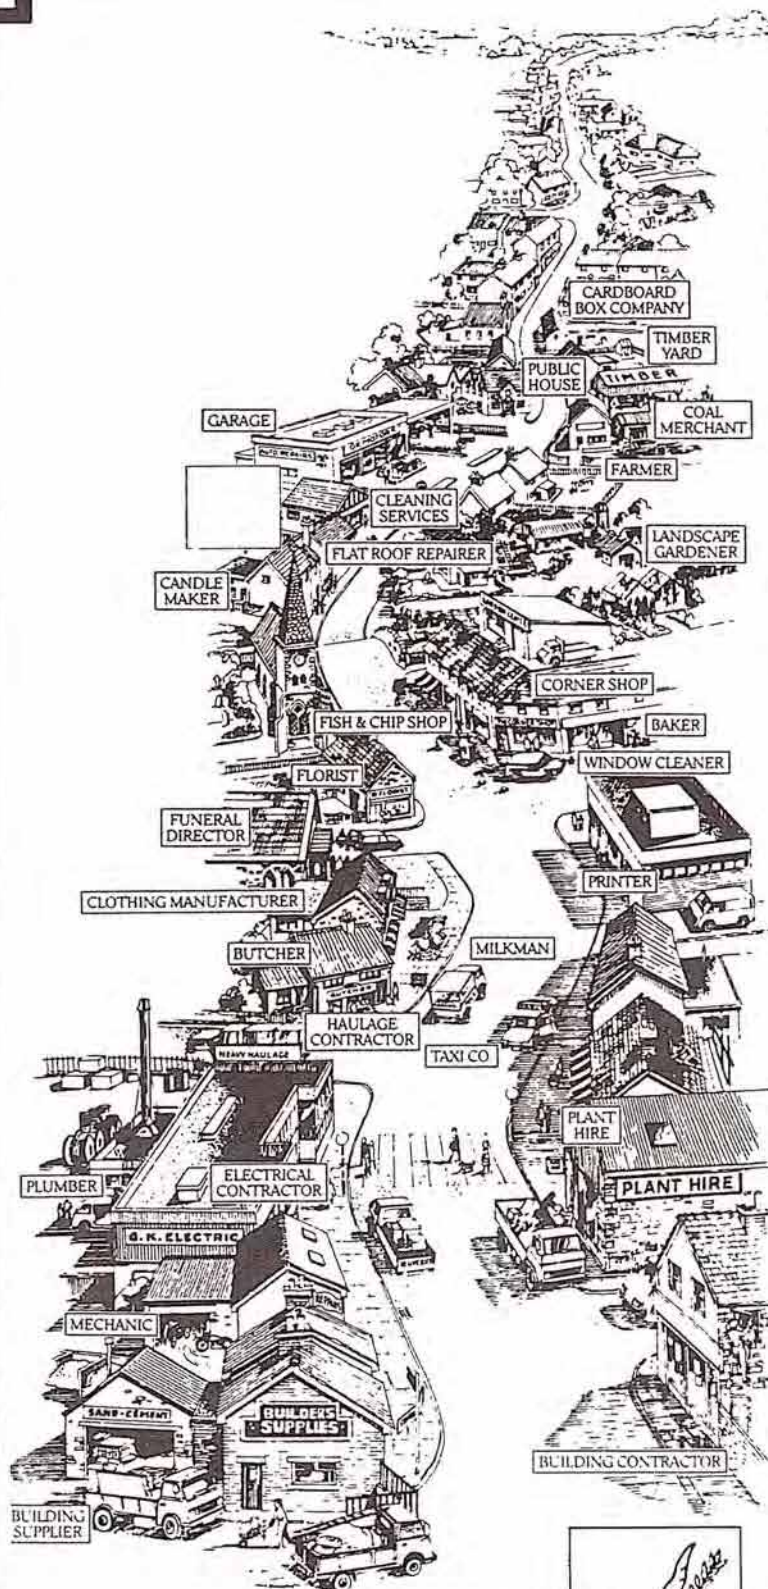 CARDBOARD
BOX COMPANY
TIMBER
YARD
PUBLIC
HOUSE
TIMBER
GARAGE
COAL
MERCHANT
AUTO REPAIRS
FARMER
CLEANING
SERVICES
FLAT ROOF REPAIRER
LANDSCAPE
GARDENER
CANDLE
MAKER
CORNER SHOP
FISH & CHIP SHOP
BAKER
WINDOW CLEANER
FLORIST
FUNERAL
DIRECTOR
PRINTER
CLOTHING MANUFACTURER
BUTCHER
MILKMAN
HAULAGE
CONTRACTOR
HEAVY HAULAGE
TAXI CO
PLANT
HIRE
PLUMBER
ELECTRICAL
CONTRACTOR
PLANT HIRE
G.K. ELECTRIC
MECHANIC
SAND-CEMENT
BUILDERS
SUPPLIES
BUILDING CONTRACTOR
BUILDING
SUPPLIER